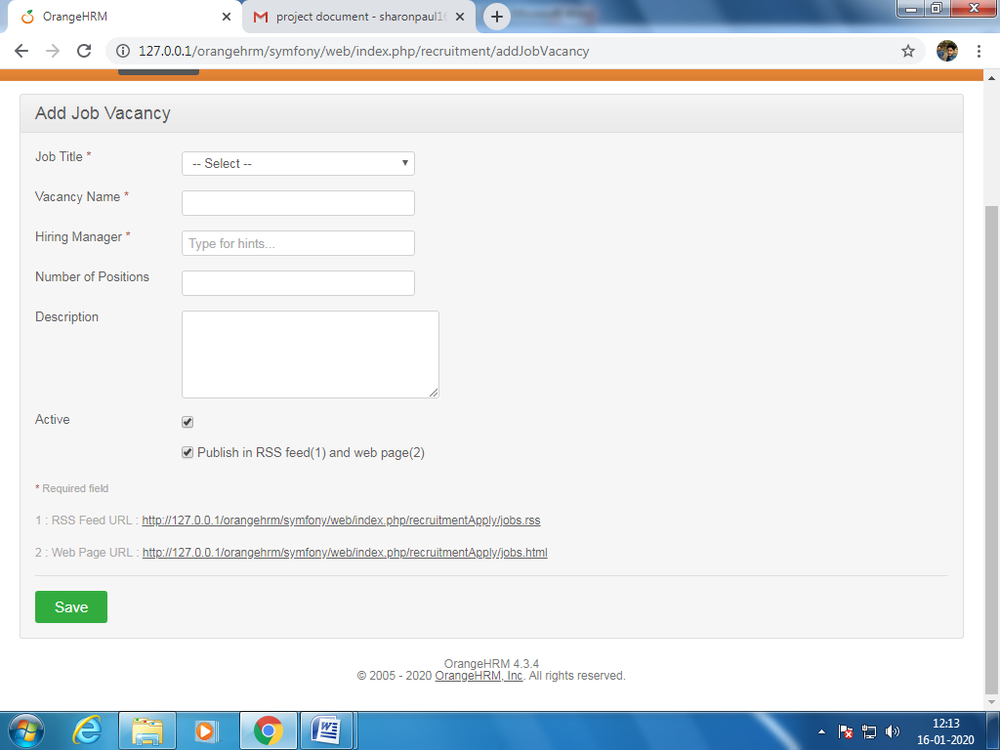 OrangeHRM
project document - sharonpaul16
127.0.0.1/orangehrm/symfony/web/index.php/recruitment/addJobVacancy
Add Job Vacancy
Job Title *
-- Select --
Vacancy Name *
Hiring Manager *
Type for hints...
Number of Positions
Description
Active
Publish in RSS feed(1) and web page(2)
* Required field
1 : RSS Feed URL : http://127.0.0.1/orangehrm/symfony/web/index.php/recruitmentApply/jobs.rss
2 : Web Page URL : http://127.0.0.1/orangehrm/symfony/web/index.php/recruitmentApply/jobs.html
Save
OrangeHRM 4.3.4
© 2005 - 2020 OrangeHRM, Inc. All rights reserved.
12:13
16-01-2020